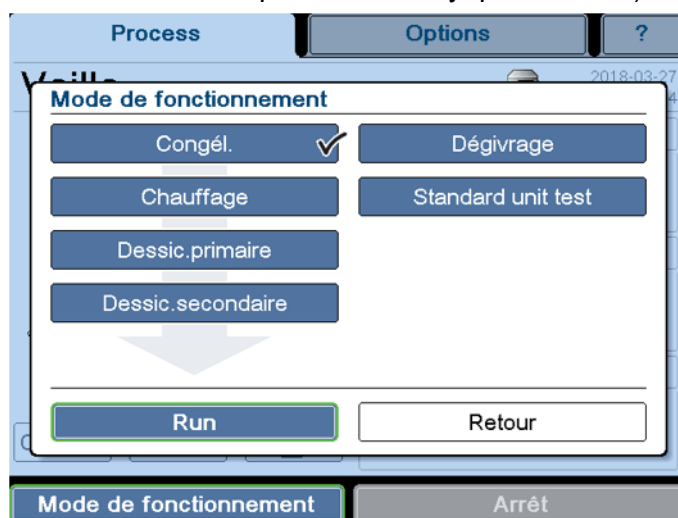 Process Options ?
2018-03-27
Mode de fonctionnement
Congél. Dégivrage
Chauffage Standard unit test
Dessic.primaire
Dessic.secondaire
Run Retour
Mode de fonctionnement Arrêt